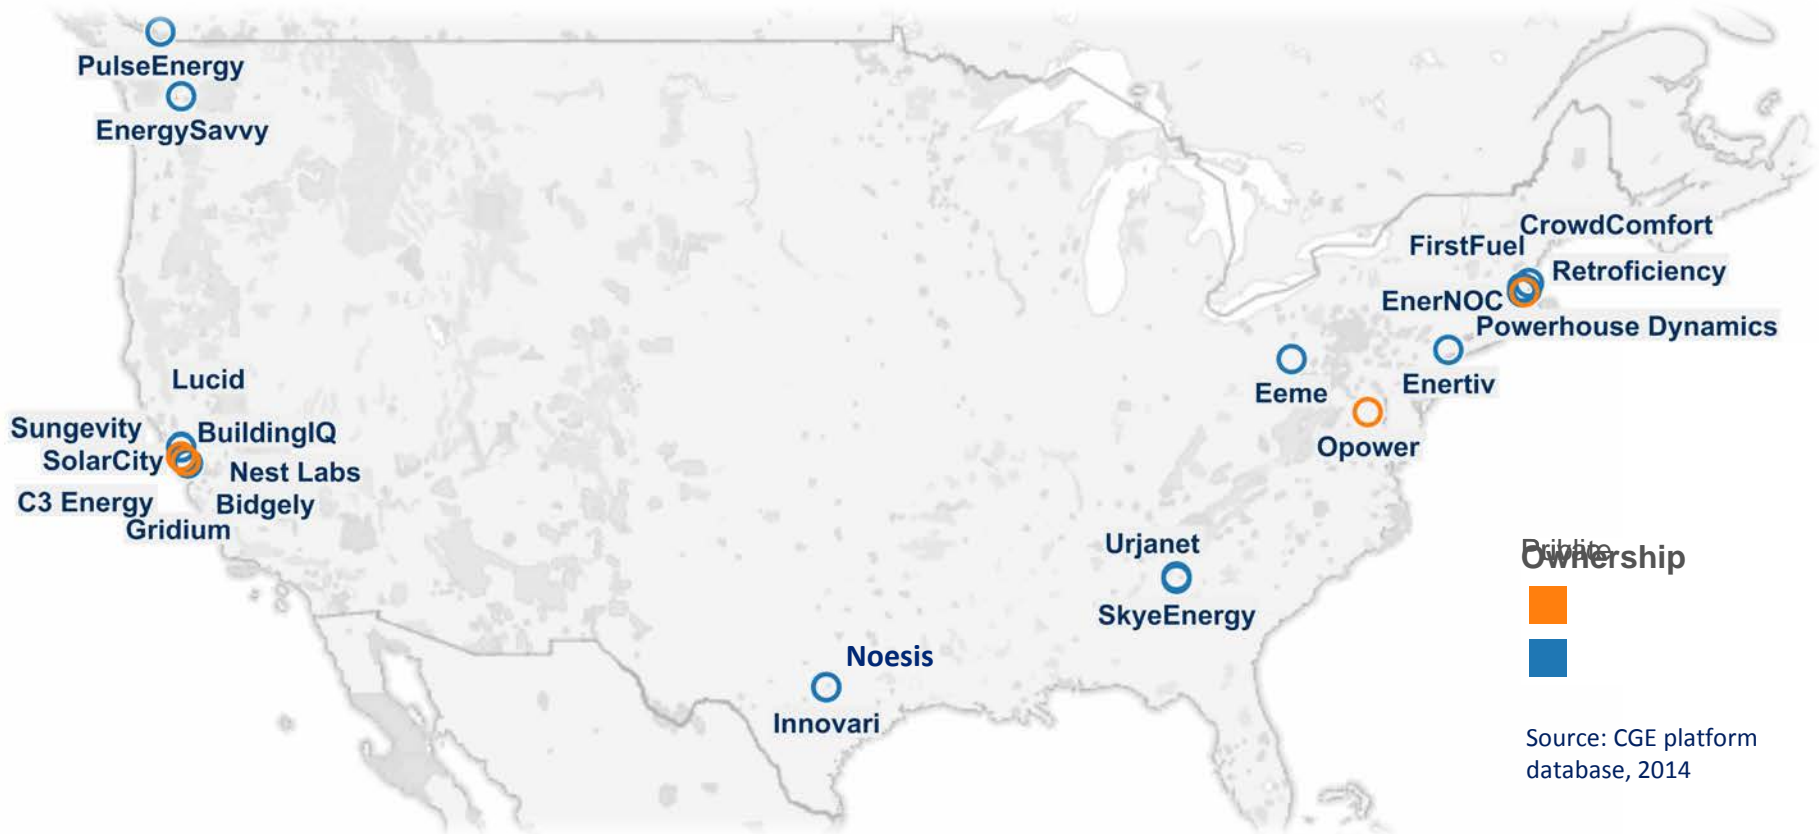 PulseEnergy
EnergySavvy
CrowdComfort
FirstFuel
Retroficiency
EnerNOC
Powerhouse Dynamics
Enertiv
Eeme
Opower
Lucid
Sungevity
BuildingIQ
SolarCity
Nest Labs
C3 Energy
Bidgely
Gridium
Urjanet
SkyeEnergy
Noesis
Innovari
Ownership
Source: CGE platform
database, 2014